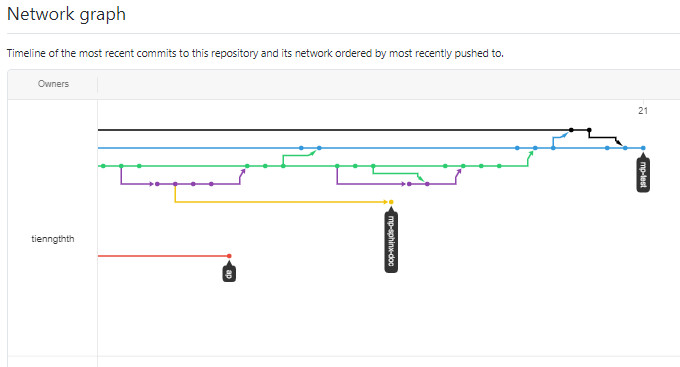 Network graph
Timeline of the most recent commits to this repository and its network ordered by most recently pushed to.
Owners
21
mp-test
mp-sphinx-doc
tienngthth
ap